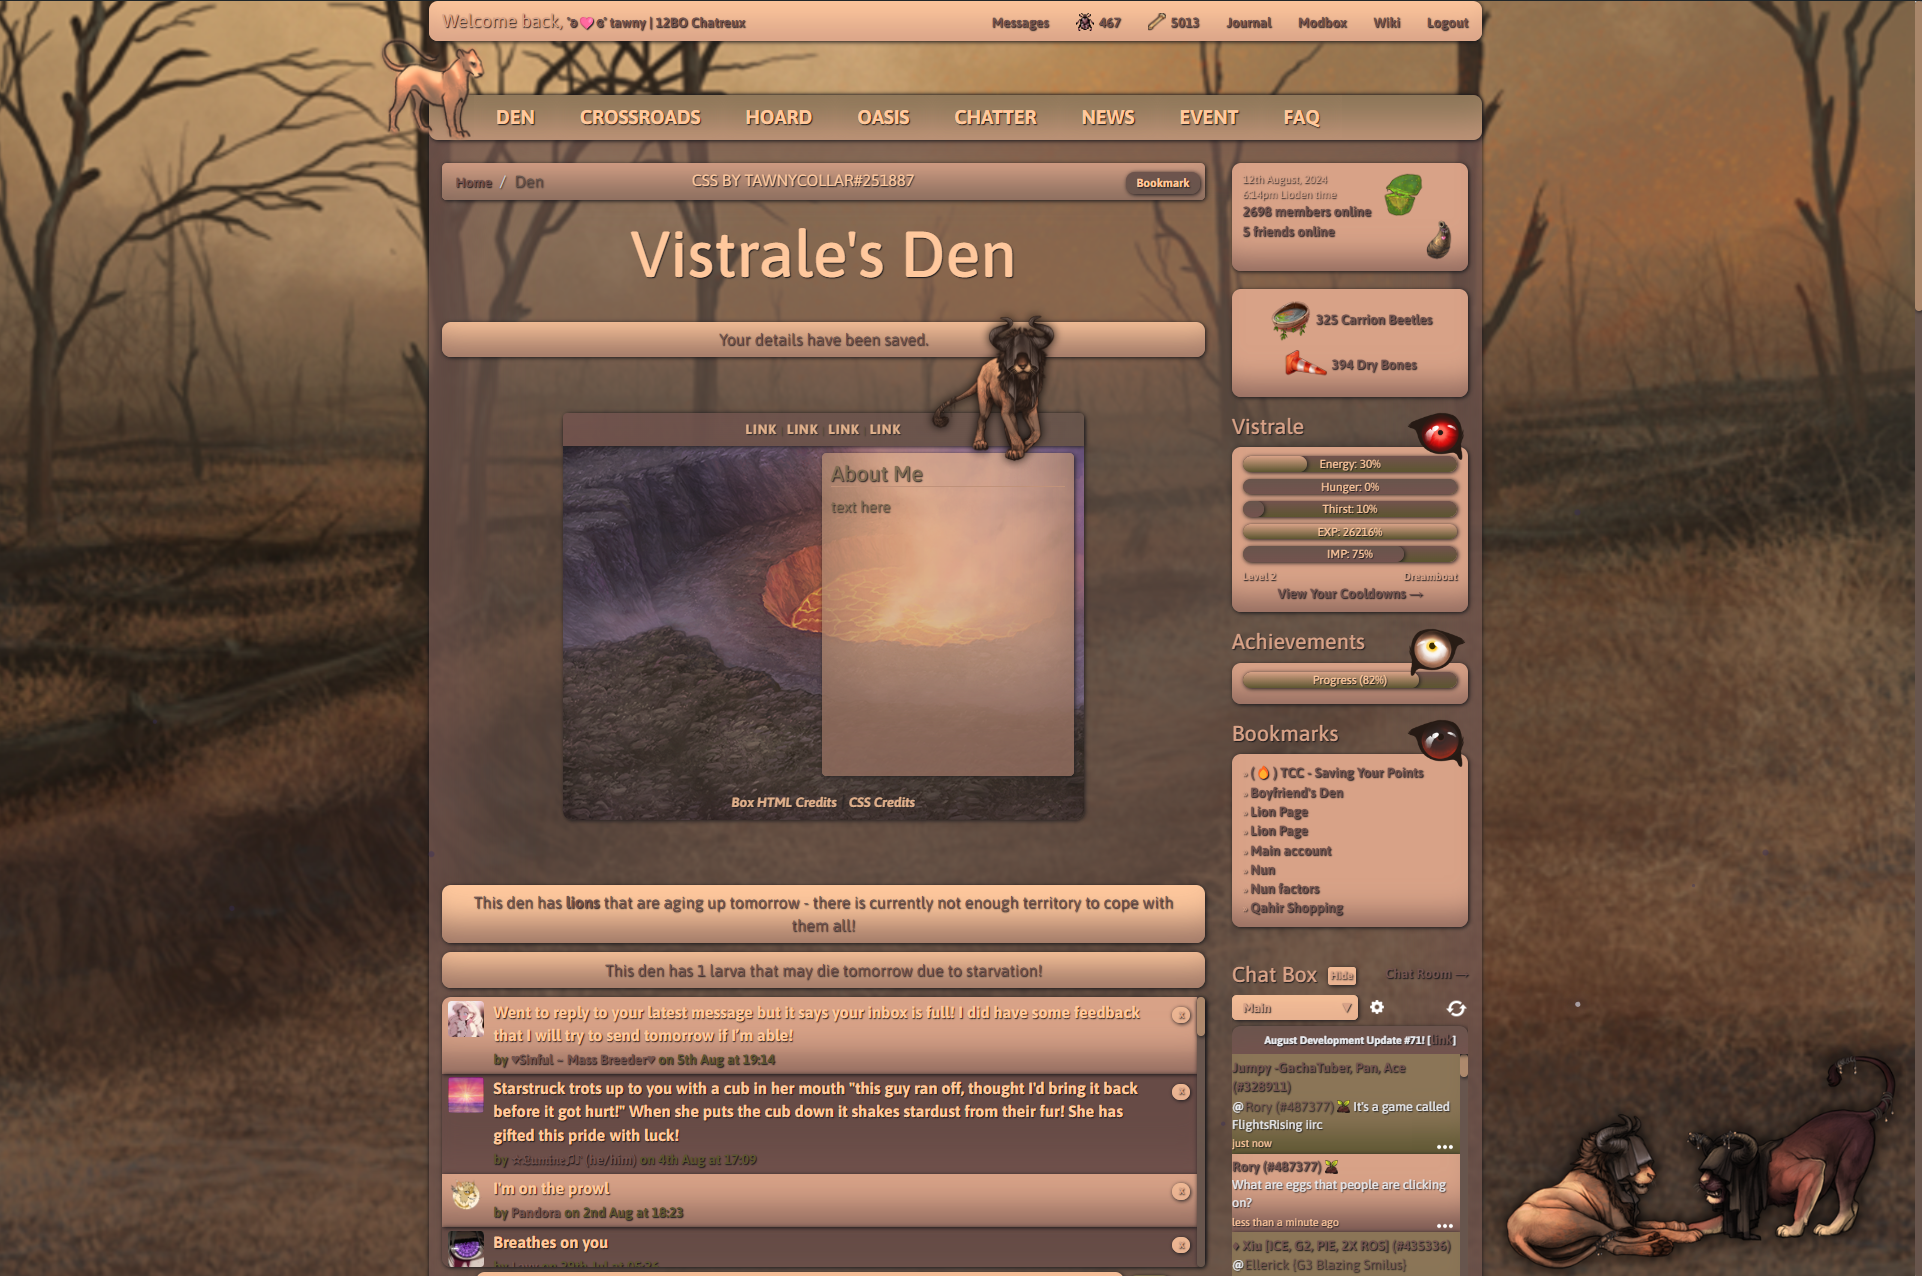 Welcome back, °ʚ💗ɞ° tawny | 12BO Chatreux
Messages 467 5013 Journal Modbox Wiki Logout
DEN CROSSROADS HOARD OASIS CHATTER NEWS EVENT FAQ
Home / Den
CSS BY TAWNYCOLLAR#251887
Bookmark
Vistrale's Den
Your details have been saved.
LINK LINK LINK LINK
About Me
text here
Box HTML Credits CSS Credits
This den has lions that are aging up tomorrow - there is currently not enough territory to cope with
them all!
This den has 1 larva that may die tomorrow due to starvation!
Went to reply to your latest message but it says your inbox is full! I did have some feedback
that I will try to send tomorrow if I'm able!
by ♥Sinful ~ Mass Breeder♥ on 5th Aug at 19:14
x
Starstruck trots up to you with a cub in her mouth "this guy ran off, thought I'd bring it back
before it got hurt!" When she puts the cub down it shakes stardust from their fur! She has
gifted this pride with luck!
(he/him) on 4th Aug at 17:09
x
I'm on the prowl
by Pandora on 2nd Aug at 18:23
x
Breathes on you
x
12th August, 2024
6:14pm Lioden time
2698 members online
5 friends online
325 Carrion Beetles
394 Dry Bones
Vistrale
Energy: 30%
Hunger: 0%
Thirst: 10%
EXP: 26216%
IMP: 75%
Level 2 Dreamboat
View Your Cooldowns →
Achievements
Progress (82%)
Bookmarks
» ( 🥚 ) TCC - Saving Your Points
» Boyfriend's Den
» Lion Page
» Lion Page
» Main account
» Nun
» Nun factors
» Qahir Shopping
Chat Box Hide Chat Room →
Main
August Development Update #71! [link]
Jumpy -GachaTuber, Pan, Ace
(#328911)
@Rory (#487377) It's a game called
FlightsRising iirc
just now
Rory (#487377)
What are eggs that people are clicking
on?
less than a minute ago
Xiu [ICE, G2, PIE, 2X ROS] (#435336)
@Ellerick {G3 Blazing Smilus}